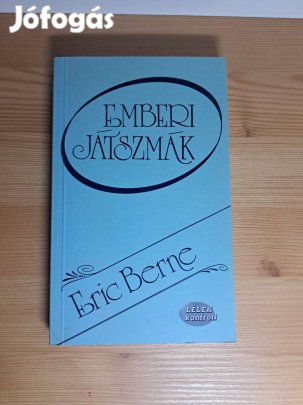 Jófogás
EMBERI
JÁTSZMÁK
Eric Berne
LÉLEK
kontroll